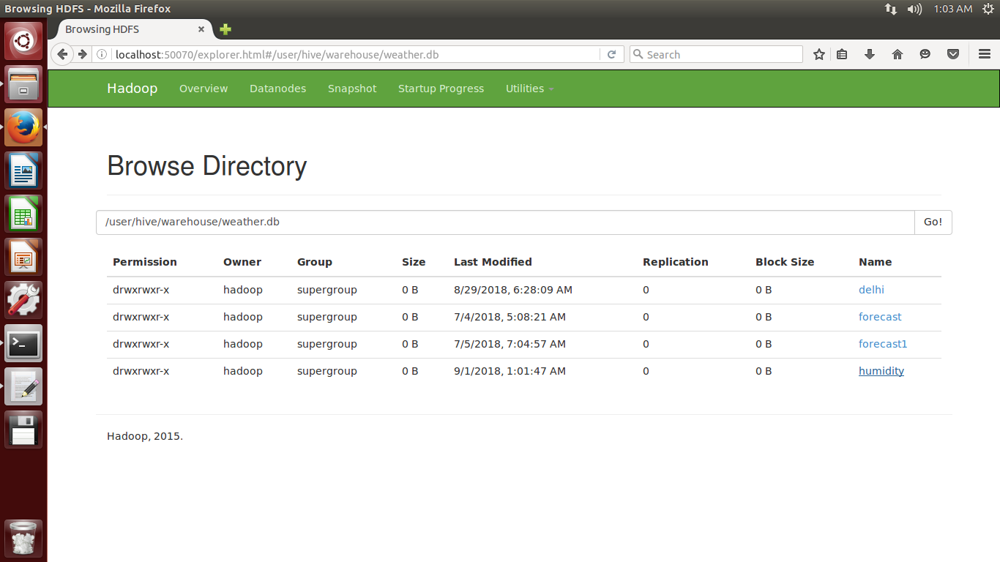 Browsing HDFS - Mozilla Firefox
1:03 AM
Browsing HDFS
localhost:50070/explorer.html#/user/hive/warehouse/weather.db
Search
Hadoop Overview Datanodes Snapshot Startup Progress Utilities
Browse Directory
/user/hive/warehouse/weather.db Go!
Permission Owner Group Size Last Modified Replication Block Size Name
drwxrwxr-x hadoop supergroup 0 B 8/29/2018, 6:28:09 AM 0 0 B delhi
drwxrwxr-x hadoop supergroup 0 B 7/4/2018, 5:08:21 AM 0 0 B forecast
drwxrwxr-x hadoop supergroup 0 B 7/5/2018, 7:04:57 AM 0 0 B forecast1
drwxrwxr-x hadoop supergroup 0 B 9/1/2018, 1:01:47 AM 0 0 B humidity
Hadoop, 2015.